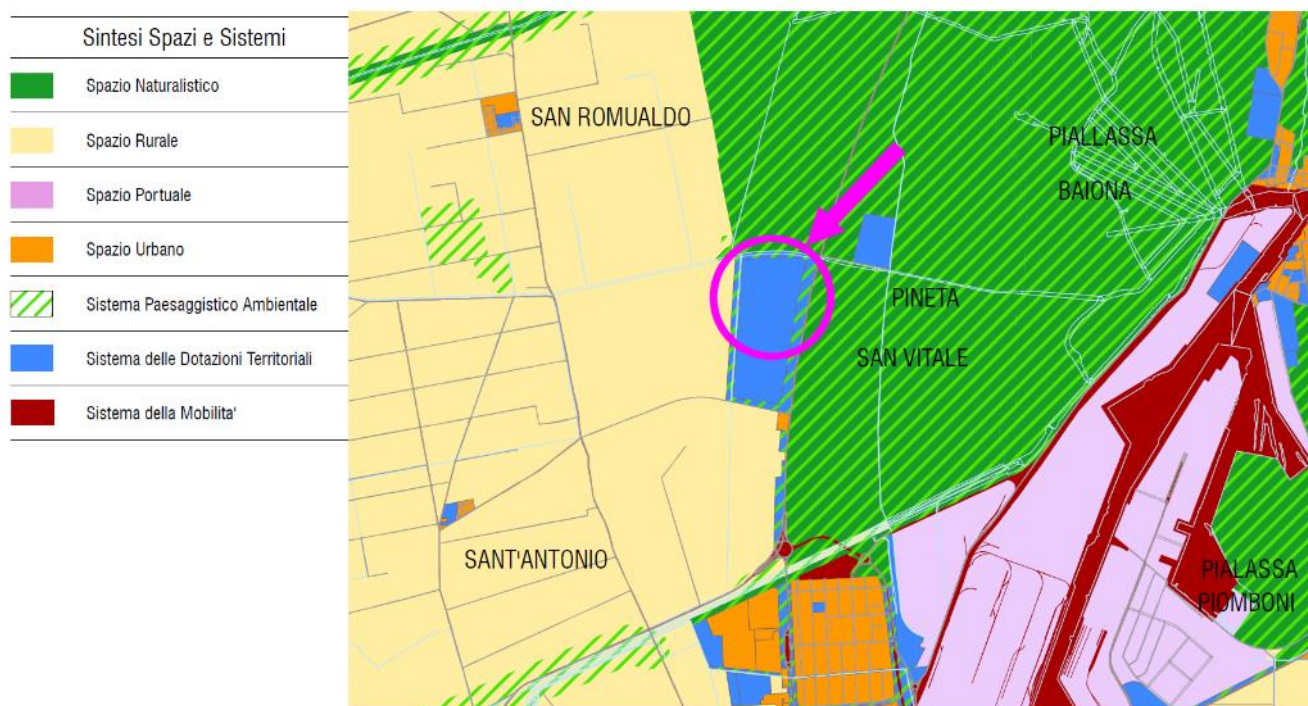 Sintesi Spazi e Sistemi
Spazio Naturalistico
Spazio Rurale
Spazio Portuale
Spazio Urbano
Sistema Paesaggistico Ambientale
Sistema delle Dotazioni Territoriali
Sistema della Mobilita'
SAN ROMUALDO
PIALLASSA
BAIONA
PINETA
SAN VITALE
SANT'ANTONIO
PIALASSA
PIOMBONI